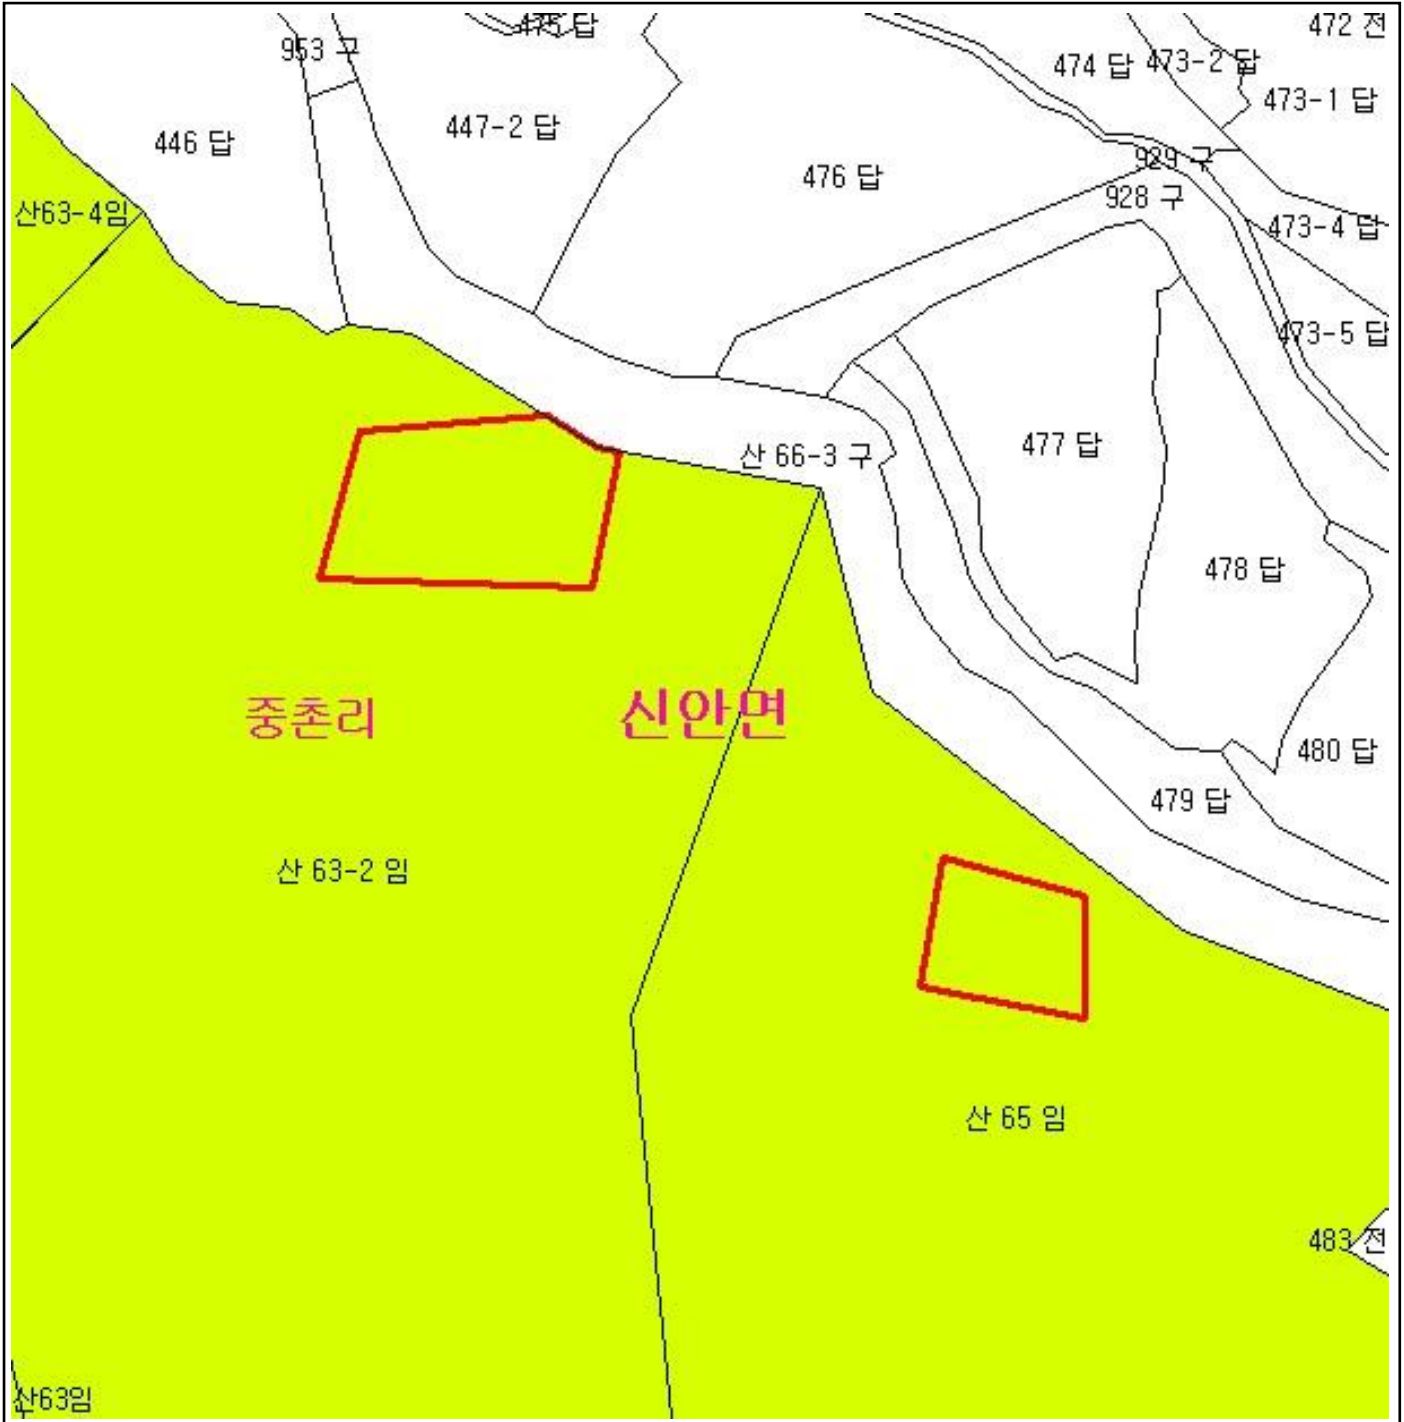 475 답
472 전
953 구
474 답
473-2 답
473-1 답
446 답
447-2 답
476 답
929 구
928 구
산63-4임
473-4 답
473-5 답
산 66-3 구
477 답
478 답
중촌리
신안면
480 답
479 답
산 63-2 임
산 65 임
483 전
산63임